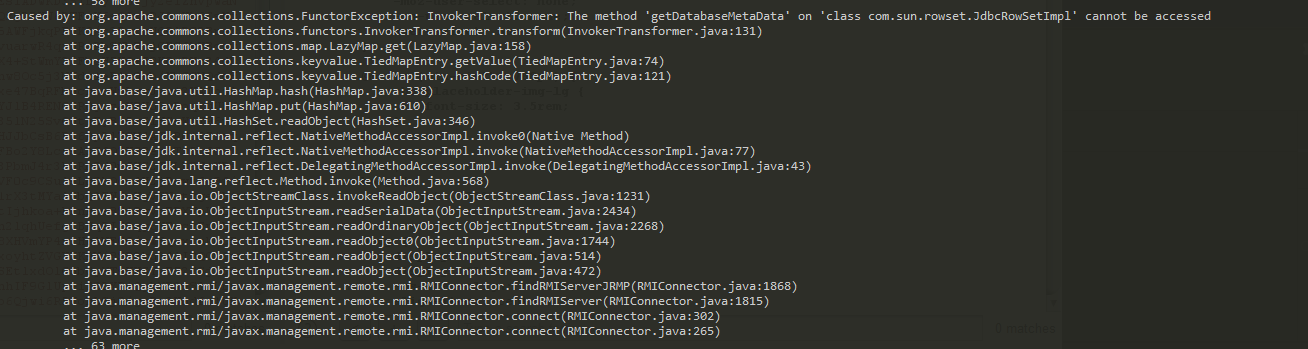 ... 58 more
Caused by: org.apache.commons.collections.FunctorException: InvokerTransformer: The method 'getDatabaseMetaData' on 'class com.sun.rowset.JdbcRowSetImpl' cannot be accessed
at org.apache.commons.collections.functors.InvokerTransformer.transform(InvokerTransformer.java:131)
at org.apache.commons.collections.map.LazyMap.get(LazyMap.java:158)
at org.apache.commons.collections.keyvalue.TiedMapEntry.getValue(TiedMapEntry.java:74)
at org.apache.commons.collections.keyvalue.TiedMapEntry.hashCode(TiedMapEntry.java:121)
at java.base/java.util.HashMap.hash(HashMap.java:338)
at java.base/java.util.HashMap.put(HashMap.java:610)
at java.base/java.util.HashSet.readObject(HashSet.java:346)
at java.base/jdk.internal.reflect.NativeMethodAccessorImpl.invoke0(Native Method)
at java.base/jdk.internal.reflect.NativeMethodAccessorImpl.invoke(NativeMethodAccessorImpl.java:77)
at java.base/jdk.internal.reflect.DelegatingMethodAccessorImpl.invoke(DelegatingMethodAccessorImpl.java:43)
at java.base/java.lang.reflect.Method.invoke(Method.java:568)
at java.base/java.io.ObjectStreamClass.invokeReadObject(ObjectStreamClass.java:1231)
at java.base/java.io.ObjectInputStream.readSerialData(ObjectInputStream.java:2434)
at java.base/java.io.ObjectInputStream.readOrdinaryObject(ObjectInputStream.java:2268)
at java.base/java.io.ObjectInputStream.readObject0(ObjectInputStream.java:1744)
at java.base/java.io.ObjectInputStream.readObject(ObjectInputStream.java:514)
at java.base/java.io.ObjectInputStream.readObject(ObjectInputStream.java:472)
at java.management.rmi/javax.management.remote.rmi.RMIConnector.findRMIServerJRMP(RMIConnector.java:1868)
at java.management.rmi/javax.management.remote.rmi.RMIConnector.findRMIServer(RMIConnector.java:1815)
at java.management.rmi/javax.management.remote.rmi.RMIConnector.connect(RMIConnector.java:302)
0 matches
at java.management.rmi/javax.management.remote.rmi.RMIConnector.connect(RMIConnector.java:265)
... 63 more